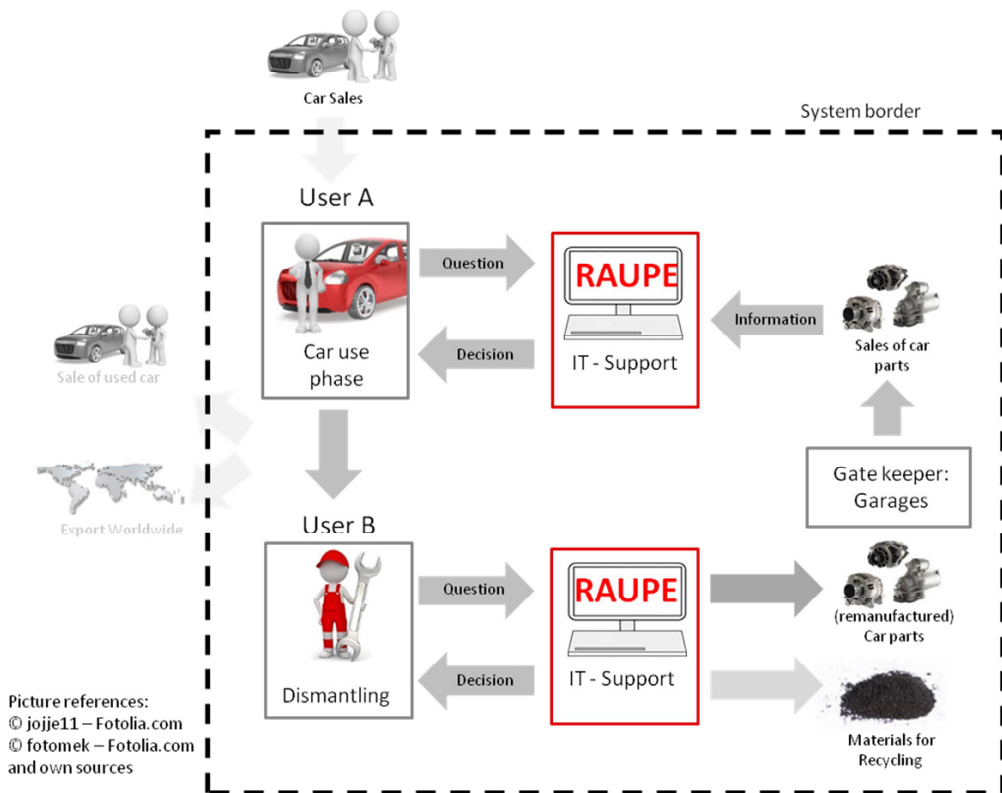 Car Sales
System border
User A
Question
RAUPE
Information
Decision
Car use
phase
IT - Support
Sales of car
parts
Sale of used car
Gate keeper:
Garages
Export Worldwide
User B
Question
RAUPE
(remanufactured)
Car parts
Decision
Dismantling
IT - Support
Materials for
Recycling
Picture references:
© jojje11 – Fotolia.com
© fotomek – Fotolia.com
and own sources